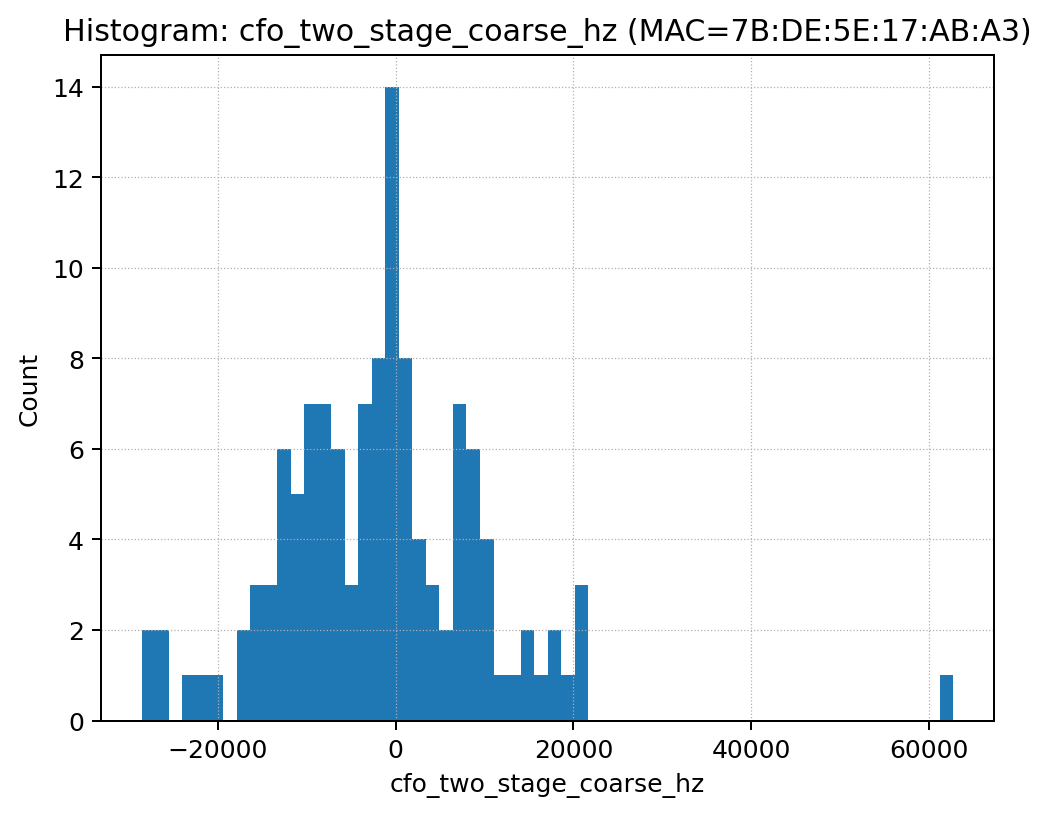 Histogram: cfo_two_stage_coarse_hz (MAC=7B:DE:5E:17:AB:A3)
14
12
10
8
6
4
2
0
Count
−20000 0 20000 40000 60000
cfo_two_stage_coarse_hz